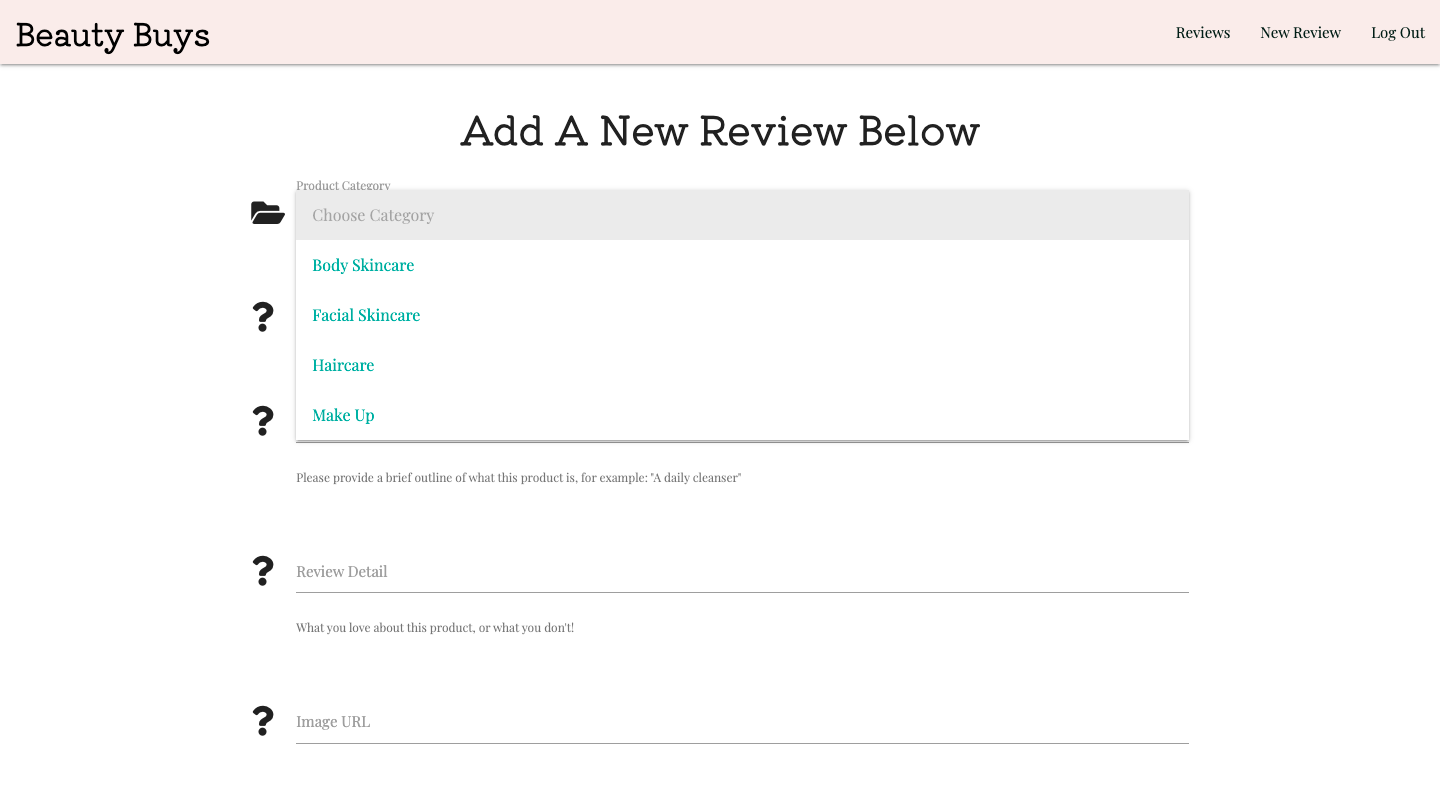 Beauty Buys
Reviews
New Review
Log Out
Add A New Review Below
Product Category
Choose Category
Body Skincare
Facial Skincare
Haircare
Make Up
Please provide a brief outline of what this product is, for example: "A daily cleanser"
Review Detail
What you love about this product, or what you don't!
Image URL